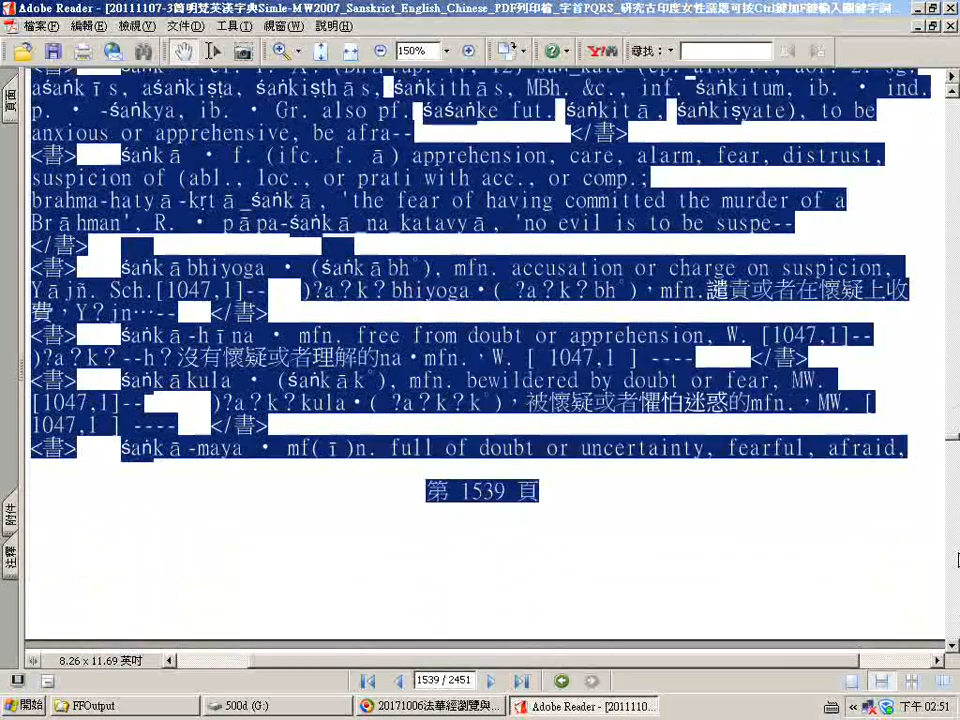 Adobe Reader - [20111107-3簡明梵英漢字典Simle-MW2007_Sanskrict_English_Chinese_PDF列印檔_字首PQRS_研究古印度女性議題可按Ctrl鍵加F鍵輸入關鍵字詞...
檔案(F) 編輯(E) 檢視(V) 文件(D) 工具(T) 視窗(W) 說明(H)
150% 尋找：
頁面
aśaṅkīs, aśaṅkiṣṭa, śaṅkiṣṭhās, śaṅkithās, MBh. &c., inf. śaṅkitum, ib. • ind.
p. • -śaṅkya, ib. • Gr. also pf. śaśaṅke fut. śaṅkitā, śaṅkiṣyate), to be
anxious or apprehensive, be afra-- </書>
<書> śaṅkā • f. (ifc. f. ā) apprehension, care, alarm, fear, distrust,
suspicion of (abl., loc., or prati with acc., or comp.;
brahma-hatyā-kṛtā_śaṅkā, 'the fear of having committed the murder of a
Brāhman', R. • pāpa-śaṅkā_na_katavyā, 'no evil is to be suspe--
</書>
<書> śaṅkābhiyoga • (śaṅkābh°), mfn. accusation or charge on suspicion,
Yājñ. Sch.[1047,1]-- )?a?k?bhiyoga•( ?a?k?bh°)，mfn.譴責或者在懷疑上收
費，Y?jn…-- </書>
<書> śaṅkā-hīna • mfn. free from doubt or apprehension, W. [1047,1]--
)?a?k?--h?沒有懷疑或者理解的na•mfn.，W. [ 1047,1 ] ---- </書>
<書> śaṅkākula • (śaṅkāk°), mfn. bewildered by doubt or fear, MW.
[1047,1]-- )?a?k?kula•( ?a?k?k°)，被懷疑或者懼怕迷惑的mfn.，MW. [
1047,1 ] ---- </書>
<書> śaṅkā-maya • mf(ī)n. full of doubt or uncertainty, fearful, afraid,
第 1539 頁
附件
注釋
8.26 x 11.69 英吋
1539 / 2451
開始 FFOutput 500d (G:) 20171006法華經瀏覽與... Adobe Reader - [2011110... 下午 02:51